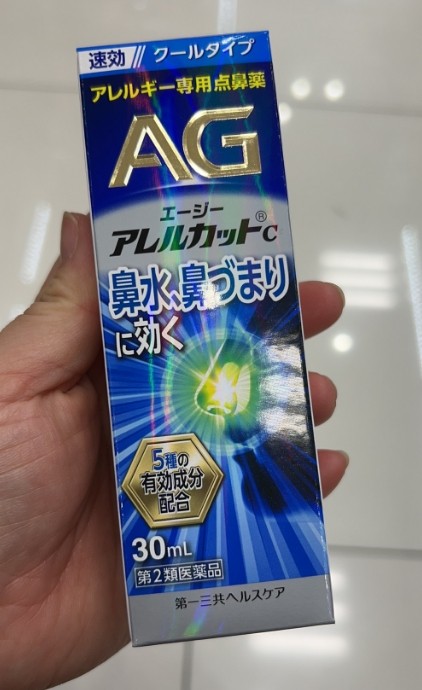 速効 クールタイプ
アレルギー専用点鼻薬
AG
エージー
アレルカット®C
鼻水、鼻づまり
に効く
5種の
有効成分
配合
30mL
第2類医薬品
第一三共ヘルスケア